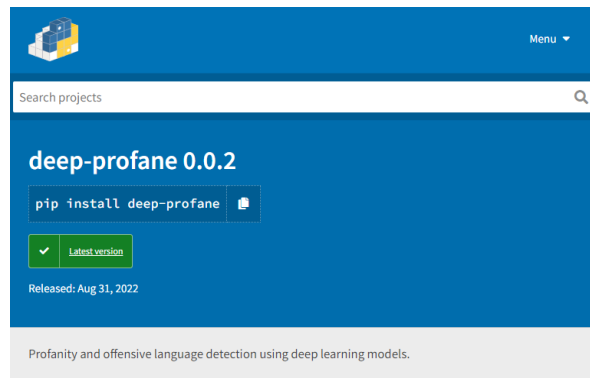 Menu
Search projects
deep-profane 0.0.2
pip install deep-profane
Latest version
Released: Aug 31, 2022
Profanity and offensive language detection using deep learning models.